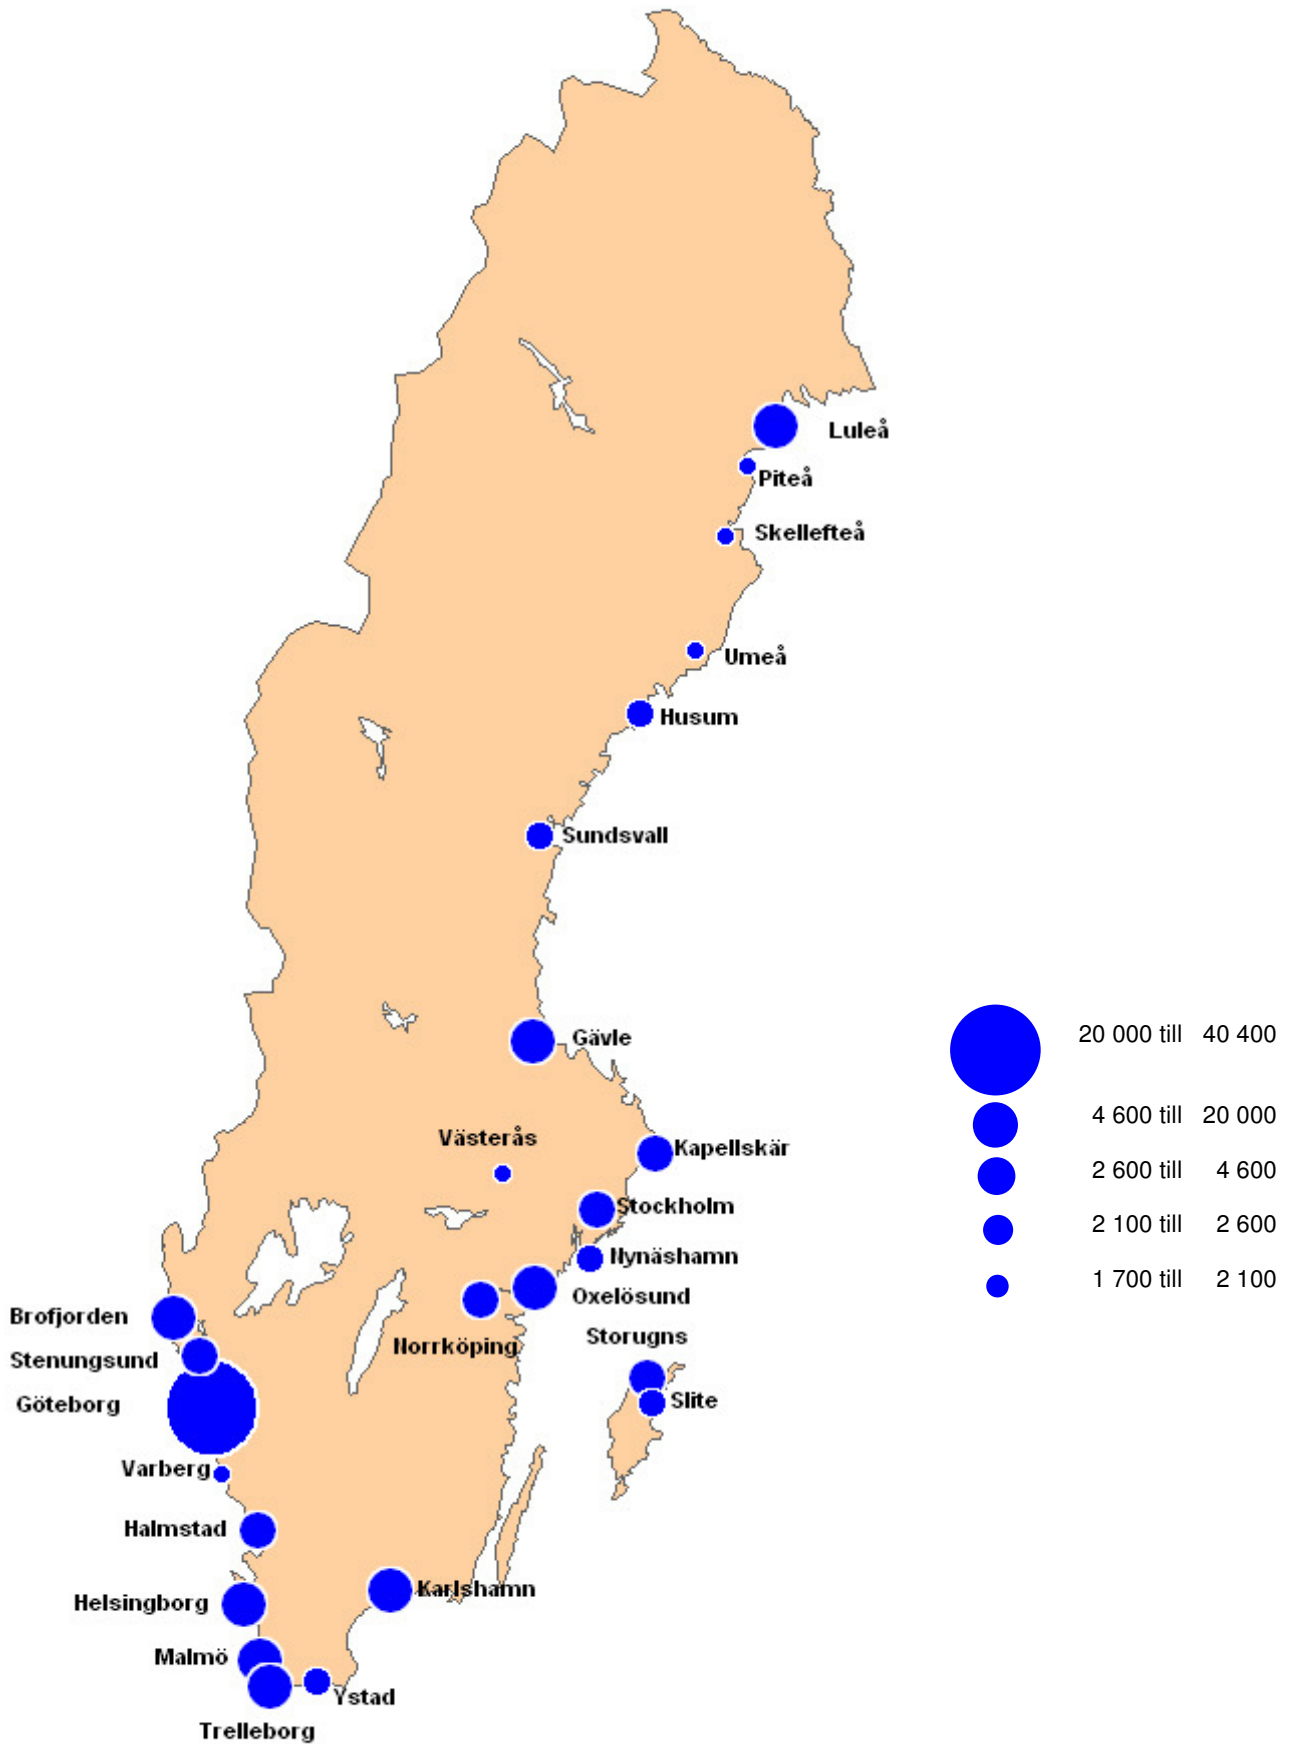 Luleå
Piteå
Skellefteå
Umeå
Husum
Sundsvall
Gävle
Västerås
Kapellskär
Stockholm
Nynäshamn
Oxelösund
Norrköping
Storugns
Slite
Brofjorden
Stenungsund
Göteborg
Varberg
Halmstad
Helsingborg
Karlshamn
Malmö
Ystad
Trelleborg
20 000 till 40 400
4 600 till 20 000
2 600 till 4 600
2 100 till 2 600
1 700 till 2 100